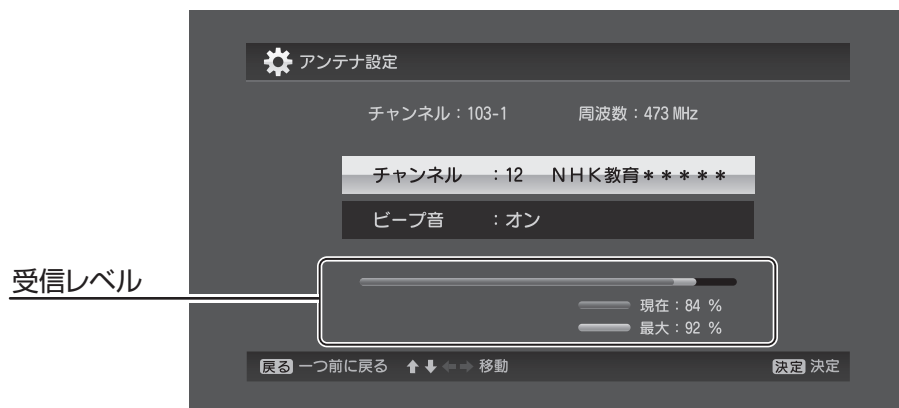 アンテナ設定
チャンネル：103-1　周波数：473 MHz
チャンネル　：12　ＮＨＫ教育＊＊＊＊＊
ビープ音　：オン
受信レベル
現在：84 %
最大：92 %
戻る 一つ前に戻る　移動　決定 決定